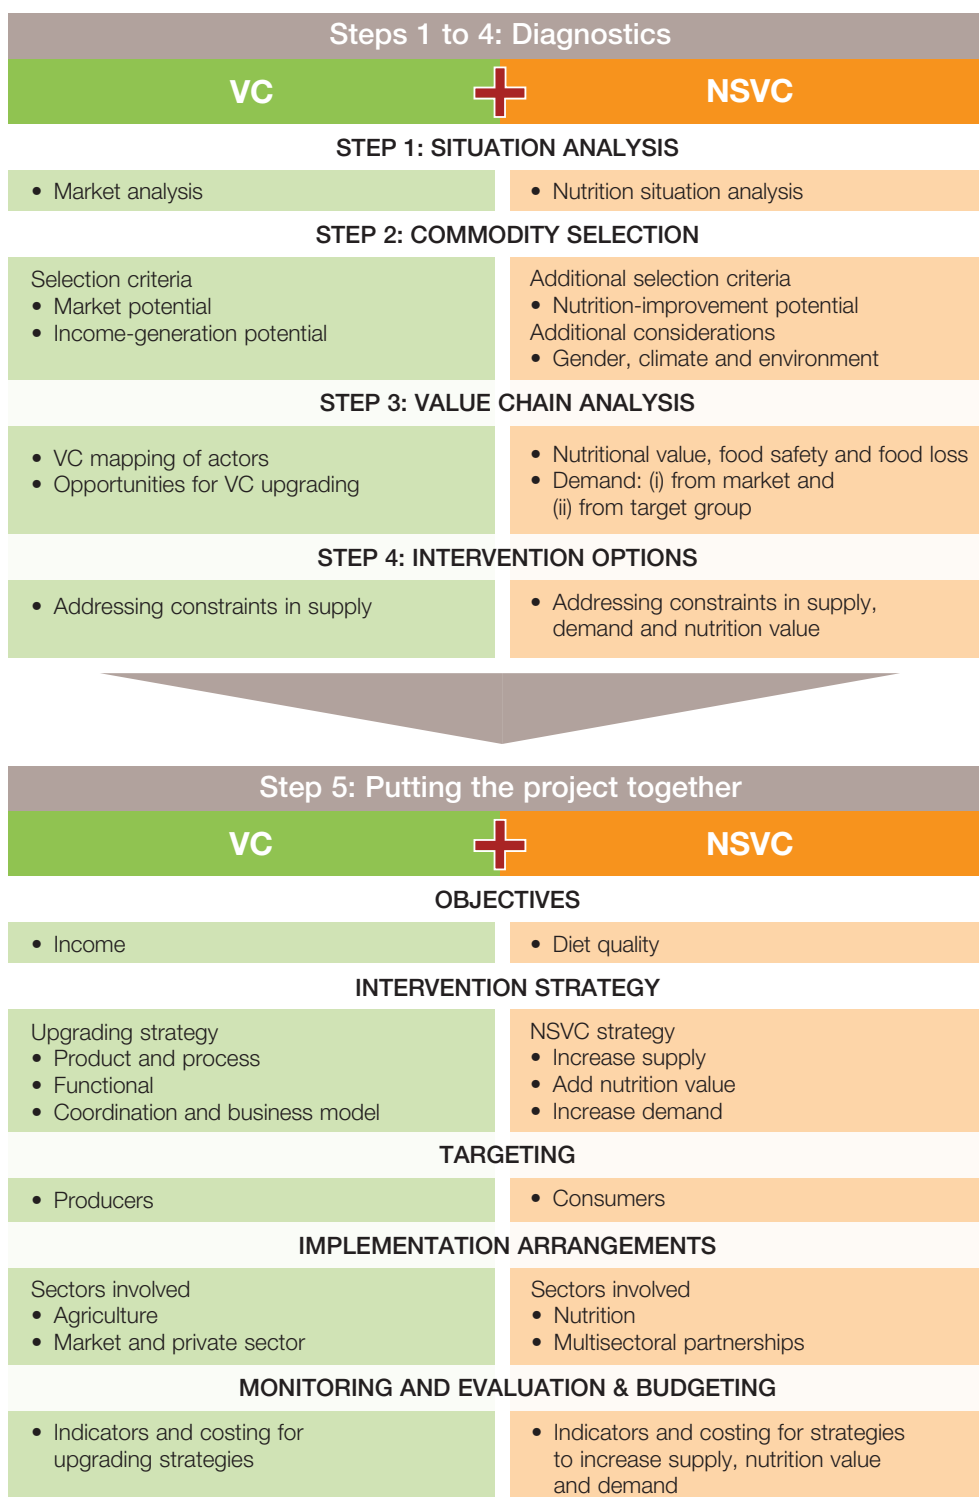 Steps 1 to 4: Diagnostics
VC
NSVC
STEP 1: SITUATION ANALYSIS
• Market analysis
• Nutrition situation analysis
STEP 2: COMMODITY SELECTION
Selection criteria
• Market potential
• Income-generation potential
Additional selection criteria
• Nutrition-improvement potential
Additional considerations
• Gender, climate and environment
STEP 3: VALUE CHAIN ANALYSIS
• VC mapping of actors
• Opportunities for VC upgrading
• Nutritional value, food safety and food loss
• Demand: (i) from market and
(ii) from target group
STEP 4: INTERVENTION OPTIONS
• Addressing constraints in supply
• Addressing constraints in supply,
demand and nutrition value
Step 5: Putting the project together
VC
NSVC
OBJECTIVES
• Income
• Diet quality
INTERVENTION STRATEGY
Upgrading strategy
• Product and process
• Functional
• Coordination and business model
NSVC strategy
• Increase supply
• Add nutrition value
• Increase demand
TARGETING
• Producers
• Consumers
IMPLEMENTATION ARRANGEMENTS
Sectors involved
• Agriculture
• Market and private sector
Sectors involved
• Nutrition
• Multisectoral partnerships
MONITORING AND EVALUATION & BUDGETING
• Indicators and costing for
upgrading strategies
• Indicators and costing for strategies
to increase supply, nutrition value
and demand